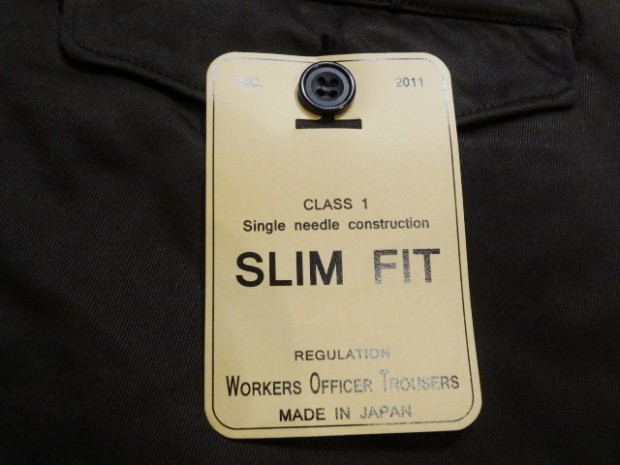 INC. 2011
CLASS 1
Single needle construction
SLIM FIT
REGULATION
WORKERS OFFICER TROUSERS
MADE IN JAPAN